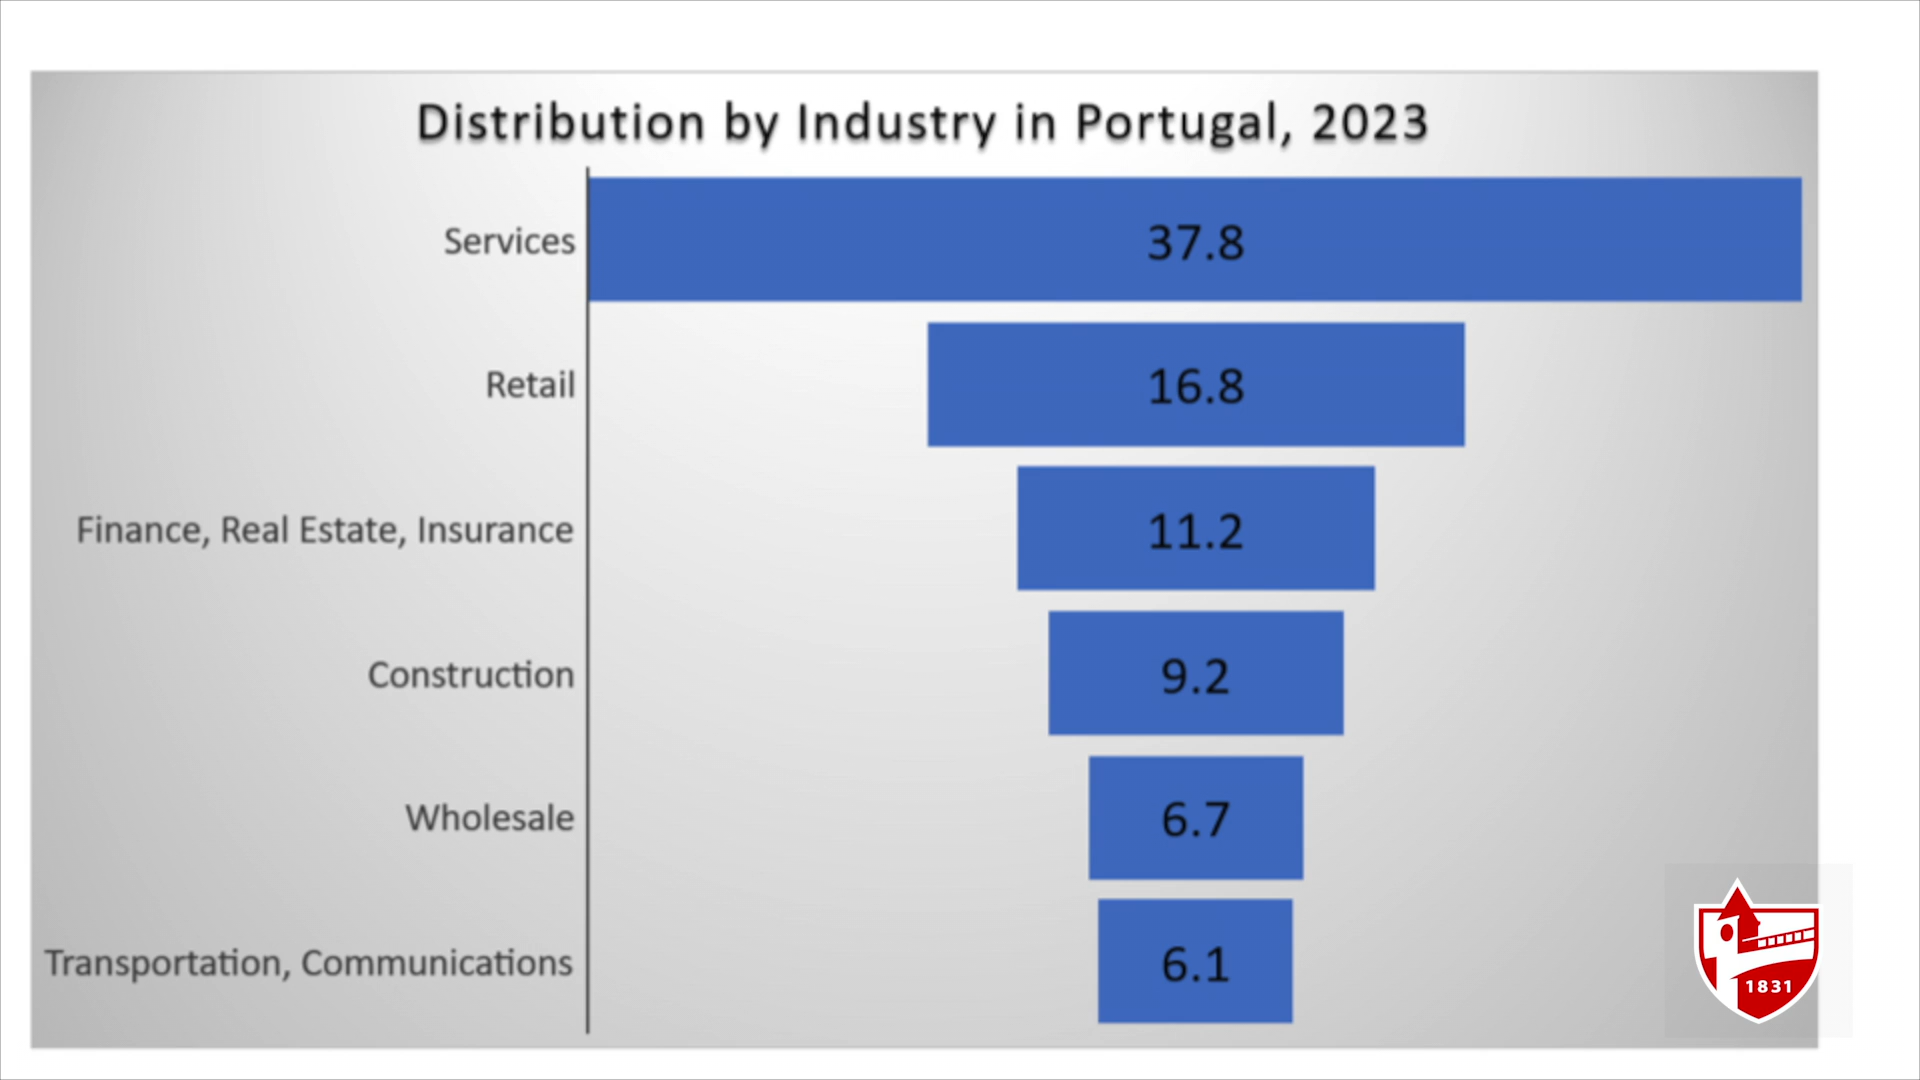 Distribution by Industry in Portugal, 2023
Services 37.8
Retail 16.8
Finance, Real Estate, Insurance 11.2
Construction 9.2
Wholesale 6.7
Transportation, Communications 6.1
1831